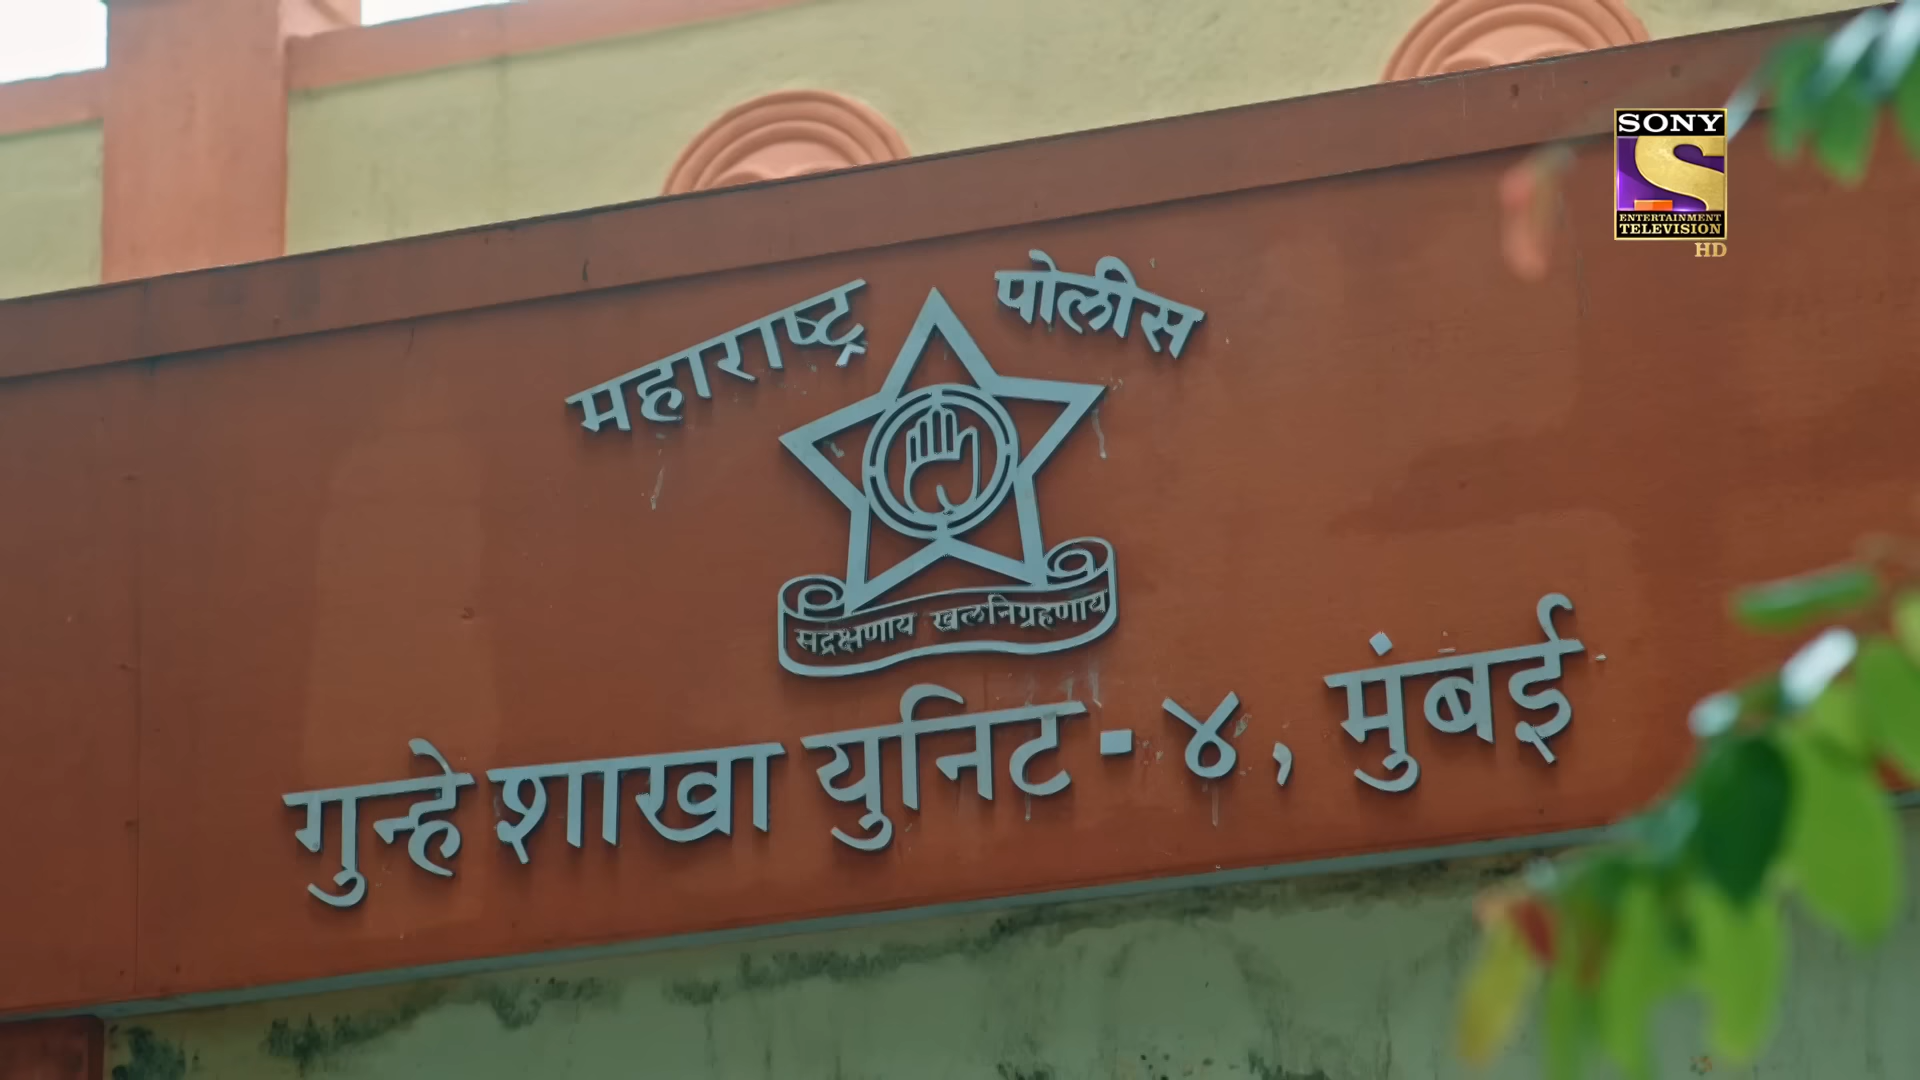 महाराष्ट्र पोलीस
सद्रक्षणाय खलनिग्रहणाय
गुन्हे शाखा युनिट - ४, मुंबई
SONY
ENTERTAINMENT
TELEVISION
HD